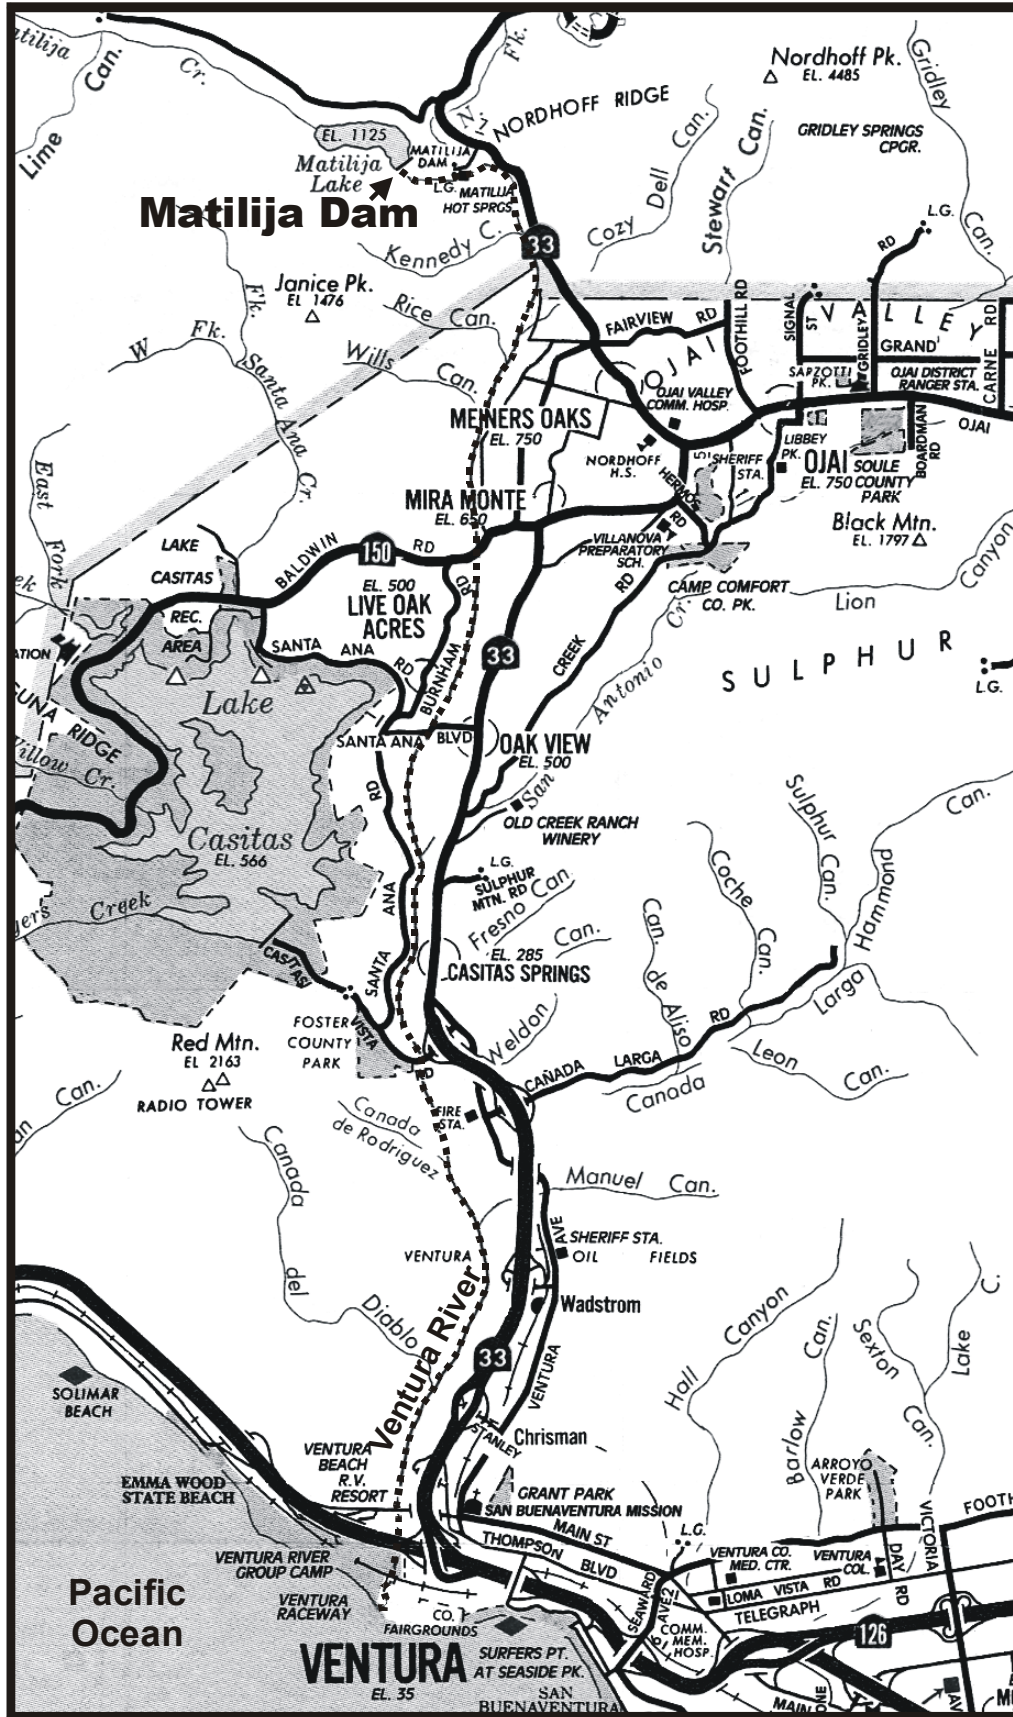 Matilija
Can.
Cr.
Lime
Fk.
N.
NORDHOFF RIDGE
Nordhoff Pk.
EL. 4485
Gridley
Can.
GRIDLEY SPRINGS
CPGR.
EL. 1125
Matilija
Lake
MATILIJA
DAM
L.G.
MATILIJA
HOT SPRGS.
Matilija Dam
Cozy Dell Can.
Stewart Can.
L.G.
RD
Kennedy C.
33
Janice Pk.
EL 1476
Rice Can.
Wills Can.
W Fk.
Fk.
Santa Ana Cr.
FAIRVIEW RD
FOOTHILL RD
SIGNAL ST
VALLEY
GRIDLEY
GRAND
CARNE RD
OJAI
SARZOTTI
PK.
OJAI DISTRICT
RANGER STA.
OJAI VALLEY
COMM. HOSP.
OJAI
MEINERS OAKS
EL. 750
NORDHOFF
H.S.
SHERIFF
STA.
LIBBEY
PK.
OJAI
EL. 750
SOULE
COUNTY
PARK
BOARDMAN
RD
HERMOSA
RD
MIRA MONTE
EL. 650
Black Mtn.
EL. 1797
East
Fork
LAKE
CASITAS
REC.
AREA
BALDWIN
150
RD
VILLANOVA
PREPARATORY
SCH.
EL. 500
LIVE OAK
ACRES
RD
CAMP COMFORT
CO. PK.
Lion
Canyon
SANTA ANA
RD
BURNHAM
RD
33
CREEK
RD
San Antonio
Cr.
SULPHUR
L.G.
Lake
Casitas
EL. 566
RIDGE
Willow Cr.
SANTA ANA BLVD
OAK VIEW
EL. 500
OLD CREEK RANCH
WINERY
RD
ANA
SANTA
L.G.
SULPHUR
MTN. RD
Fresno Can.
Can.
EL. 285
CASITAS SPRINGS
Sulphur
Can.
Hammond
Can.
Coche
Can.
Can.
de
Aliso
Creek
CASITAS
VISTA
RD
FOSTER
COUNTY
PARK
Red Mtn.
EL 2163
RADIO TOWER
Can.
Weldon
CAÑADA LARGA RD
Canada
Larga
Leon
Can.
FIRE
STA.
Canada
de Rodriguez
Manuel Can.
Canada
del
Diablo
AVE
SHERIFF STA.
VENTURA
OIL FIELDS
Wadstrom
Ventura River
33
VENTURA
Hall Canyon
Barlow Can.
Sexton
Can.
Lake
C.
SOLIMAR
BEACH
STANLEY
Chrisman
VENTURA
BEACH
R.V.
RESORT
EMMA WOOD
STATE BEACH
ARROYO
VERDE
PARK
GRANT PARK
SAN BUENAVENTURA MISSION
MAIN ST
THOMPSON BLVD
L.G.
VICTORIA
FOOTH
VENTURA RIVER
GROUP CAMP
VENTURA
RACEWAY
VENTURA CO.
MED. CTR.
VENTURA
COL.
DAY
RD
LOMA VISTA RD
TELEGRAPH
SEAWARD
AVE
COMM.
MEM.
HOSP.
126
Pacific
Ocean
CO.
FAIRGROUNDS
VENTURA
EL. 35
SURFERS PT.
AT SEASIDE PK.
SAN
BUENAVENTURA
MAIN